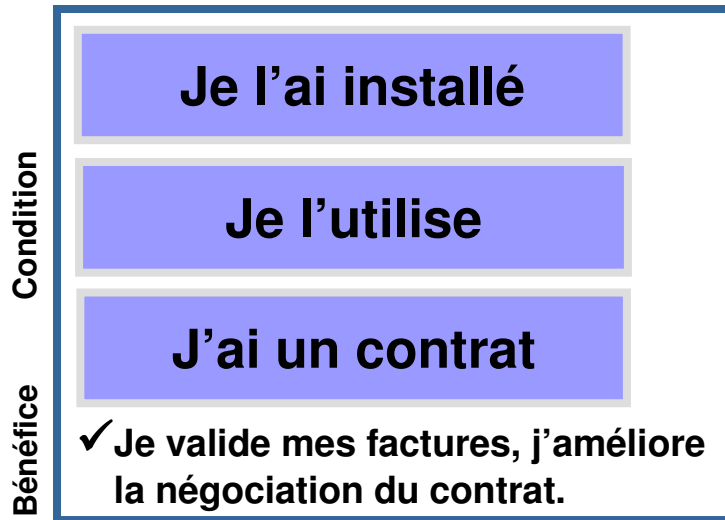 Condition
Je l’ai installé
Je l’utilise
J’ai un contrat
Bénéfice
✓Je valide mes factures, j’améliore
la négociation du contrat.